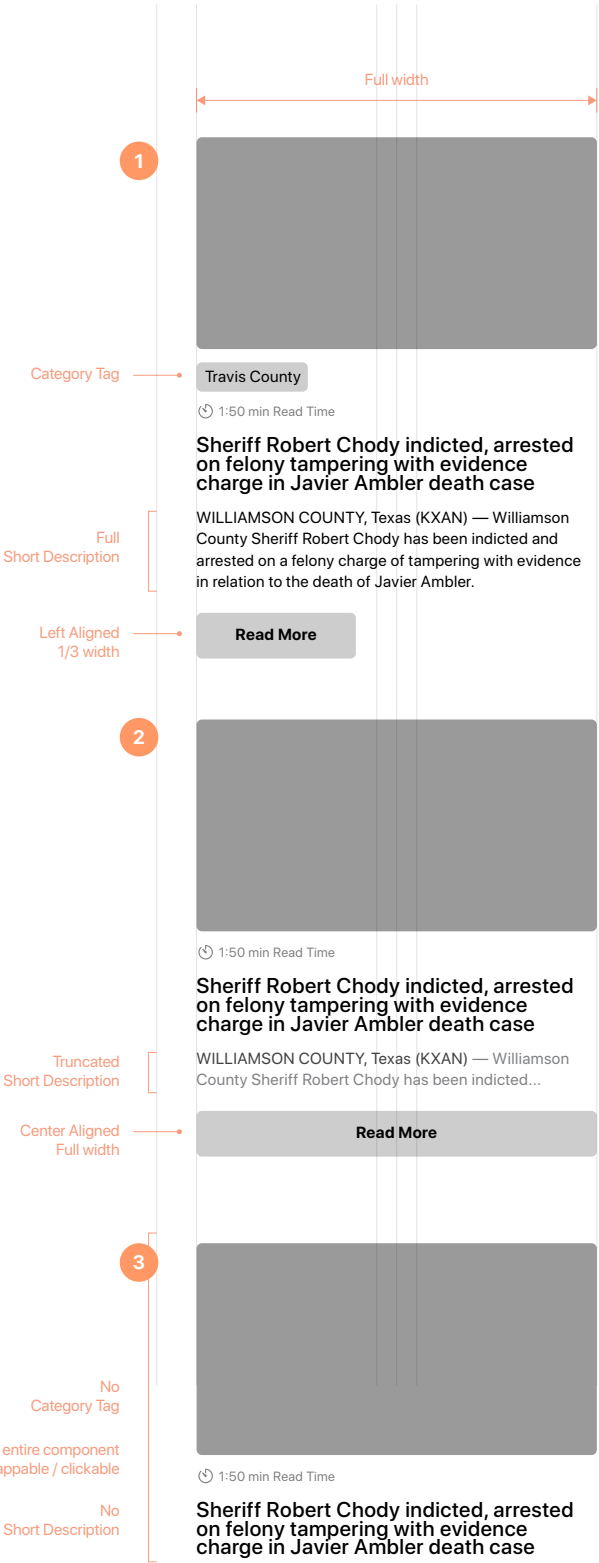 Full width
1
Category Tag
Travis County
1:50 min Read Time
Sheriff Robert Chody indicted, arrested
on felony tampering with evidence
charge in Javier Ambler death case
Full
Short Description
WILLIAMSON COUNTY, Texas (KXAN) — Williamson
County Sheriff Robert Chody has been indicted and
arrested on a felony charge of tampering with evidence
in relation to the death of Javier Ambler.
Left Aligned
1/3 width
Read More
2
1:50 min Read Time
Sheriff Robert Chody indicted, arrested
on felony tampering with evidence
charge in Javier Ambler death case
Truncated
Short Description
WILLIAMSON COUNTY, Texas (KXAN) — Williamson
County Sheriff Robert Chody has been indicted...
Center Aligned
Full width
Read More
3
No
Category Tag
entire component
appable / clickable
1:50 min Read Time
No
Short Description
Sheriff Robert Chody indicted, arrested
on felony tampering with evidence
charge in Javier Ambler death case